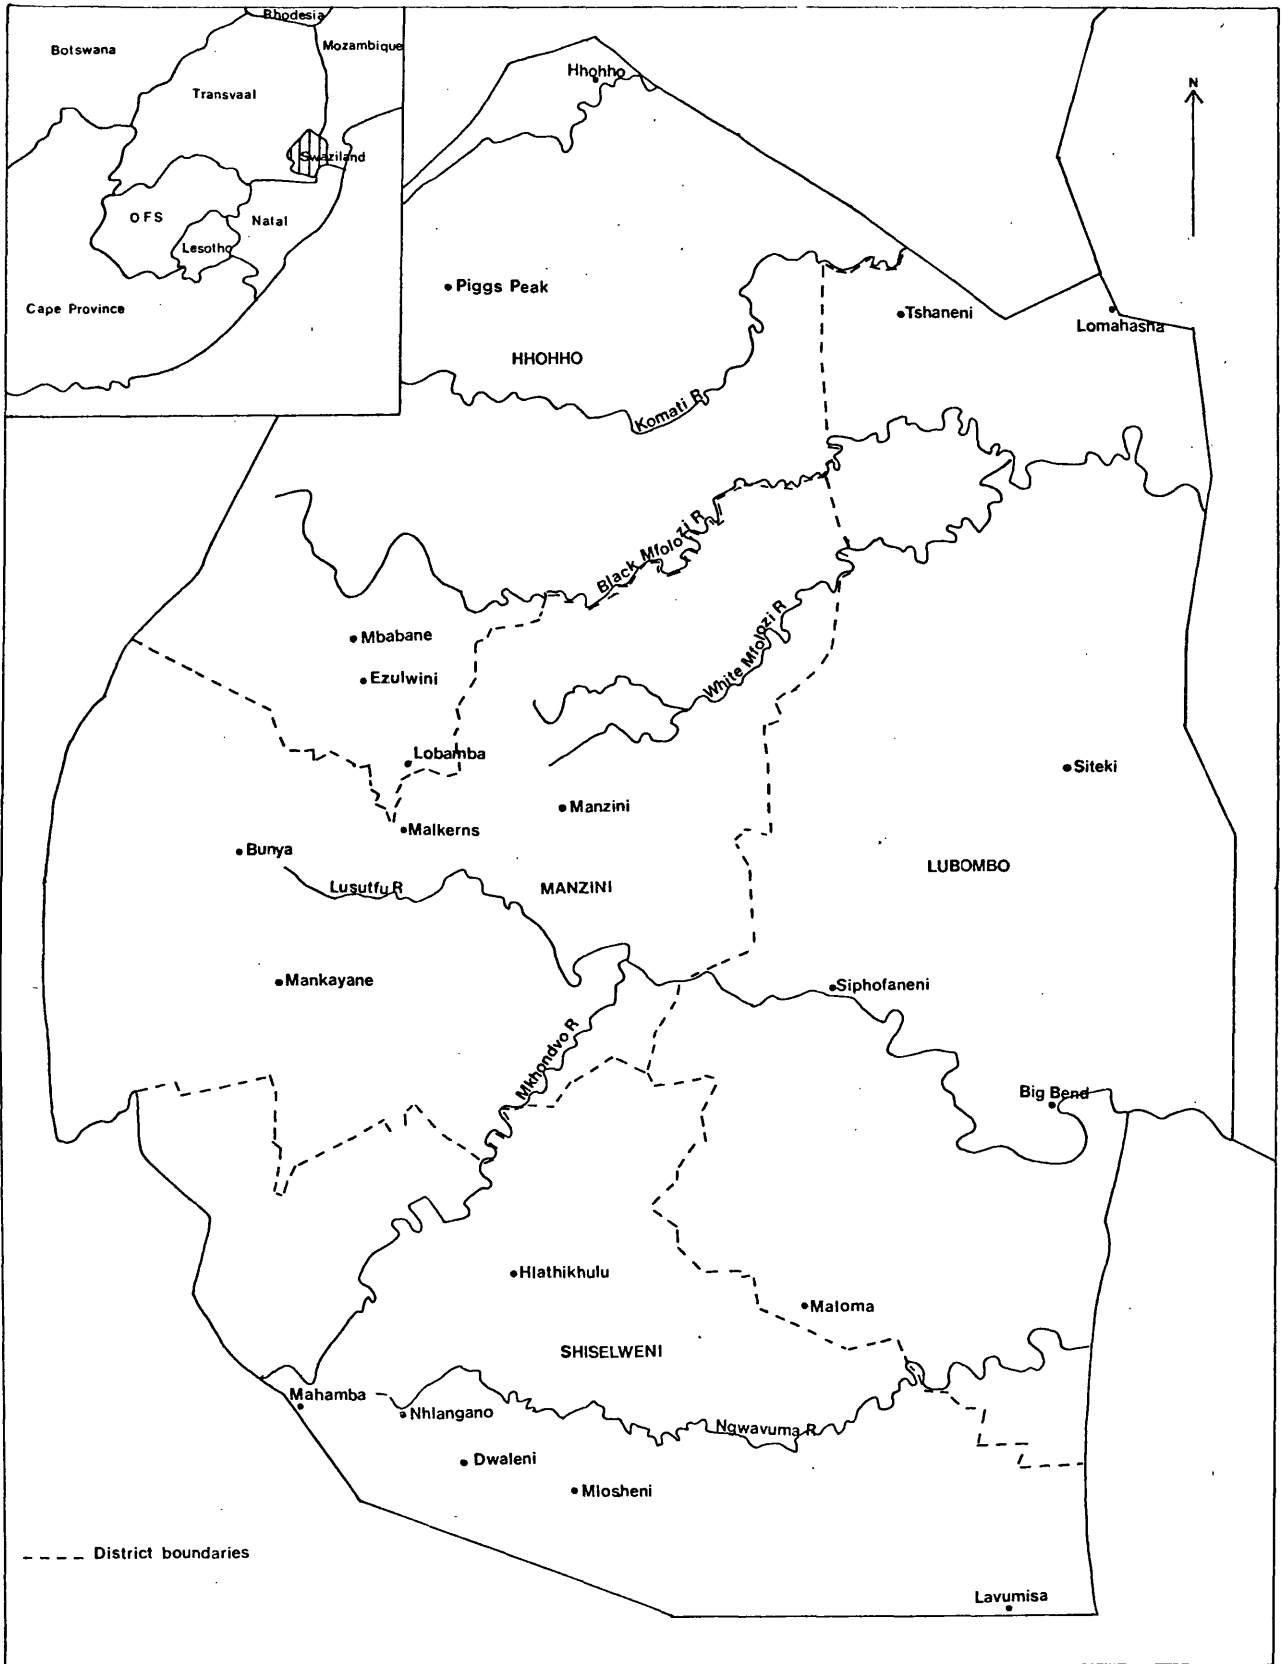 Rhodesia
Botswana
Mozambique
Transvaal
Swaziland
OFS
Natal
Lesotho
Cape Province
Hhohho
N
Piggs Peak
Tshaneni
Lomahasha
HHOHHO
Komati R
Black Mfolozi R
White Mfolozi R
Mbabane
Ezulwini
Lobamba
Siteki
Manzini
Malkerns
Bunya
LUBOMBO
Lusutfu R
MANZINI
Mankayane
Siphofaneni
Mkhondvo R
Big Bend
Hlathikhulu
Maloma
SHISELWENI
Mahamba
Nhlangano
Ngwavuma R
Dwaleni
Mlosheni
District boundaries
Lavumisa